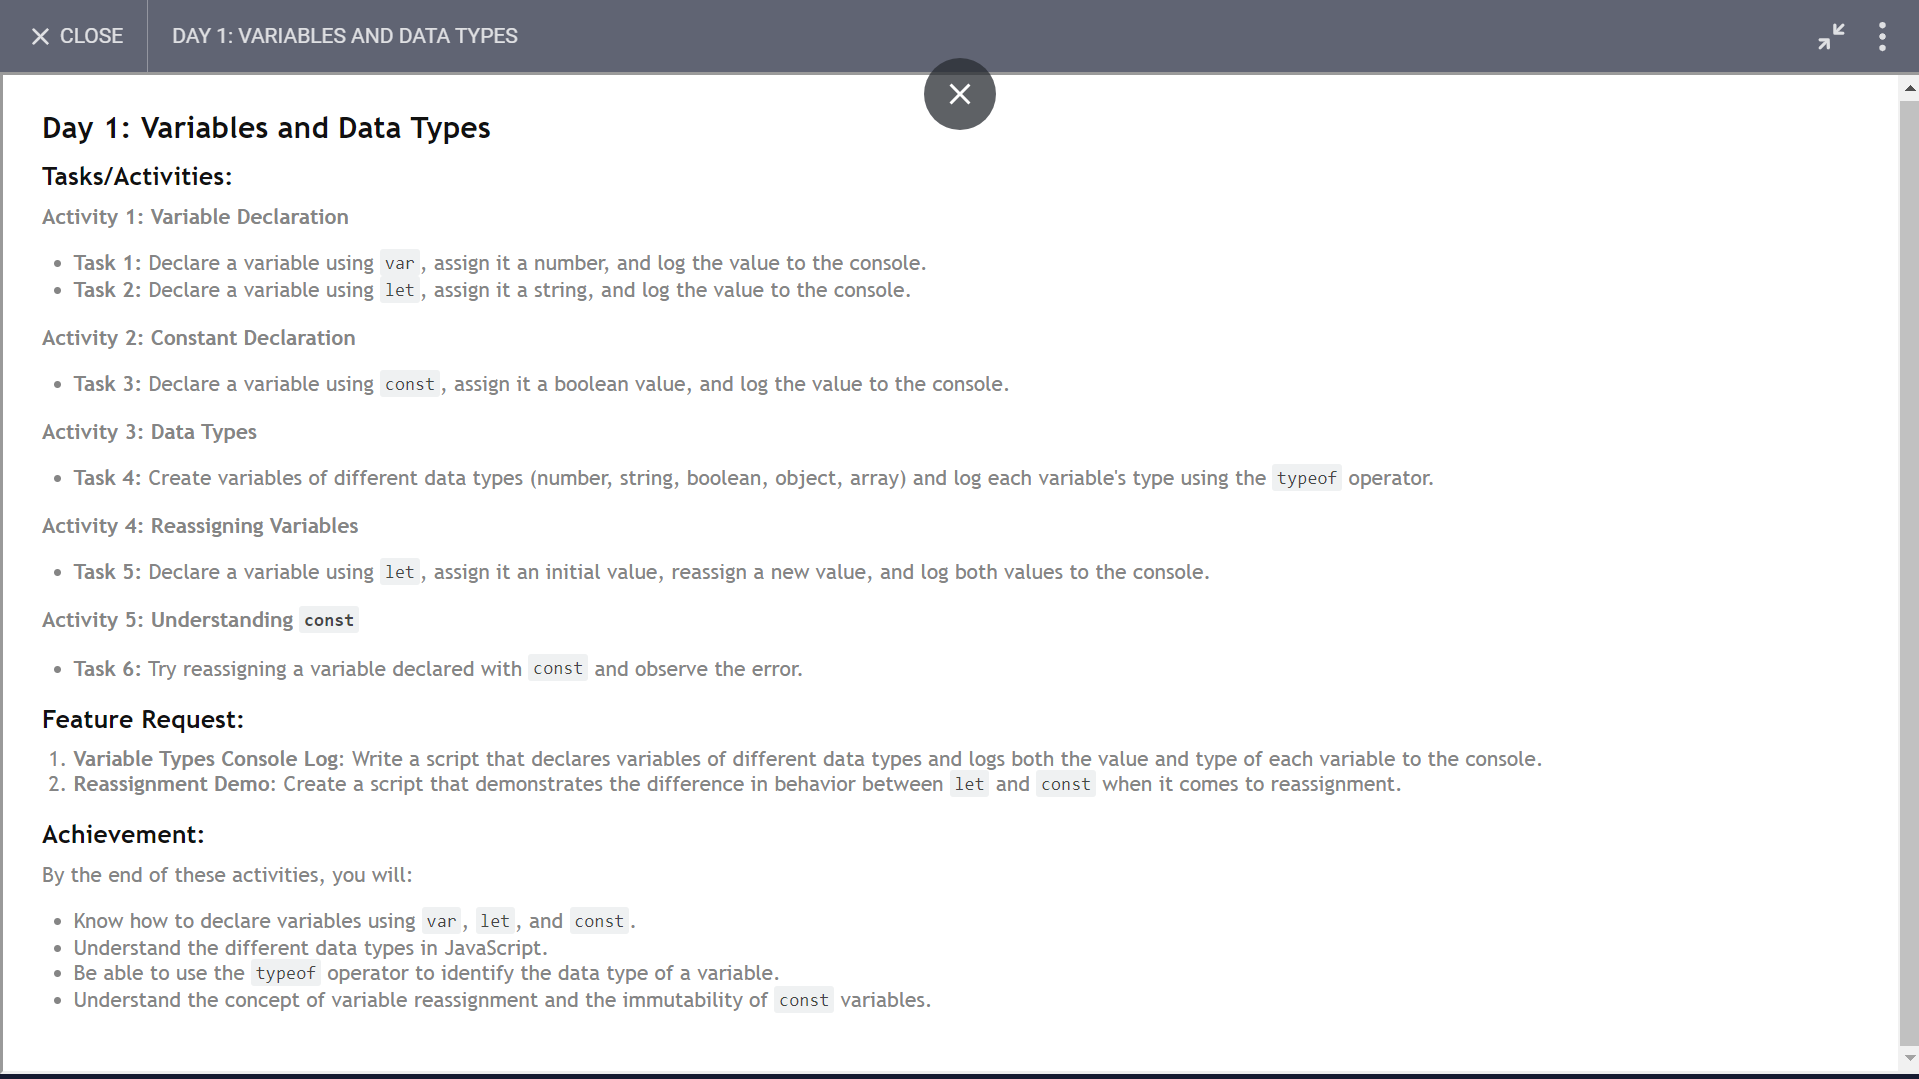 CLOSE
DAY 1: VARIABLES AND DATA TYPES
Day 1: Variables and Data Types
Tasks/Activities:
Activity 1: Variable Declaration
• Task 1: Declare a variable using var, assign it a number, and log the value to the console.
• Task 2: Declare a variable using let, assign it a string, and log the value to the console.
Activity 2: Constant Declaration
• Task 3: Declare a variable using const, assign it a boolean value, and log the value to the console.
Activity 3: Data Types
• Task 4: Create variables of different data types (number, string, boolean, object, array) and log each variable's type using the typeof operator.
Activity 4: Reassigning Variables
• Task 5: Declare a variable using let, assign it an initial value, reassign a new value, and log both values to the console.
Activity 5: Understanding const
• Task 6: Try reassigning a variable declared with const and observe the error.
Feature Request:
1. Variable Types Console Log: Write a script that declares variables of different data types and logs both the value and type of each variable to the console.
2. Reassignment Demo: Create a script that demonstrates the difference in behavior between let and const when it comes to reassignment.
Achievement:
By the end of these activities, you will:
• Know how to declare variables using var, let, and const.
• Understand the different data types in JavaScript.
• Be able to use the typeof operator to identify the data type of a variable.
• Understand the concept of variable reassignment and the immutability of const variables.